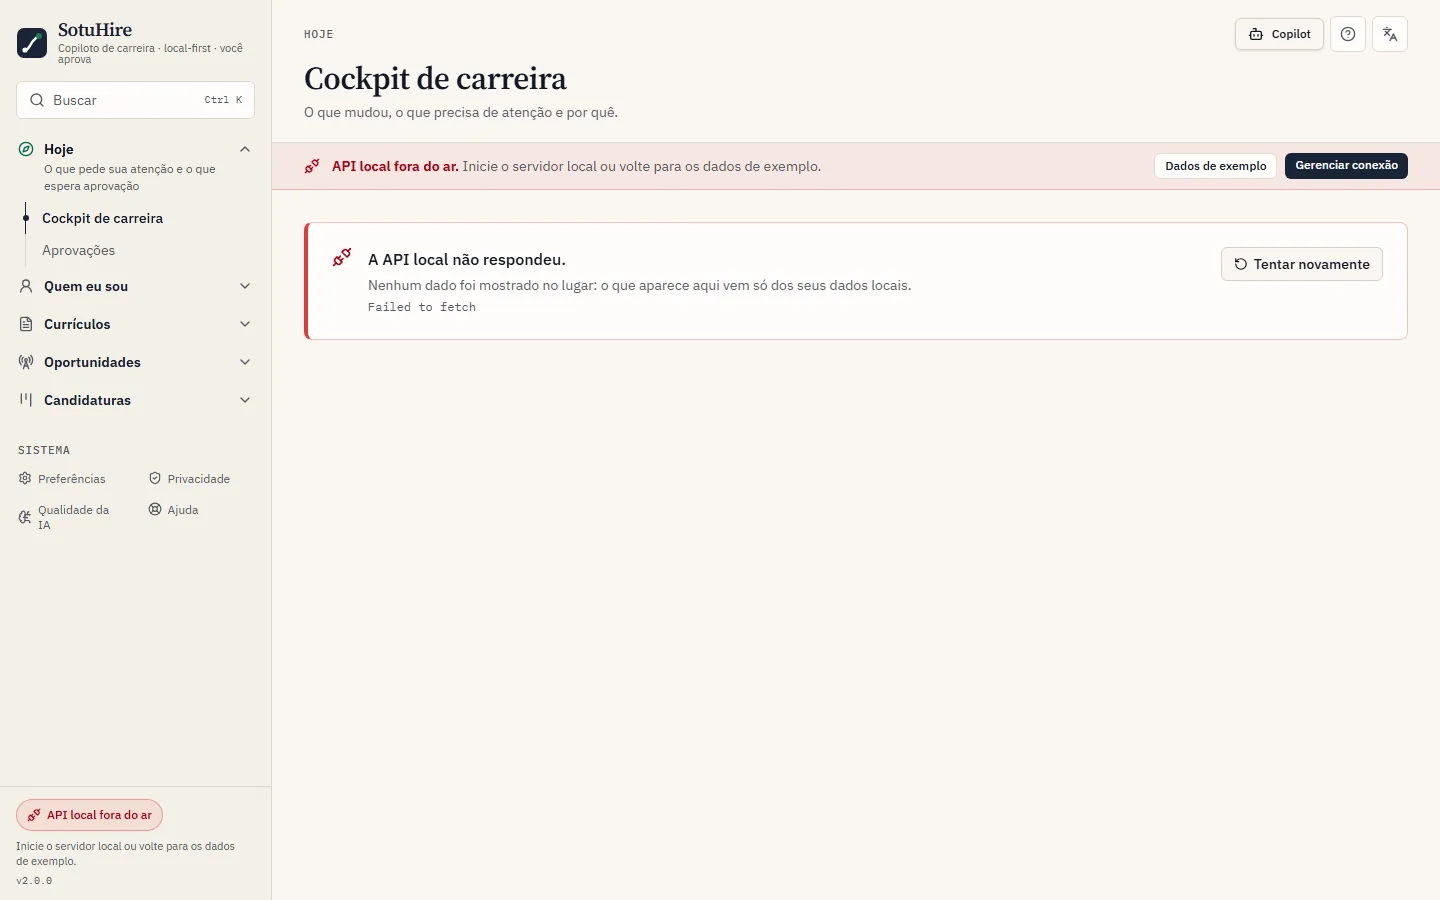 SotuHire
Copiloto de carreira · local-first · você
aprova
Buscar
Ctrl K
Hoje
O que pede sua atenção e o que
espera aprovação
Cockpit de carreira
Aprovações
Quem eu sou
Currículos
Oportunidades
Candidaturas
SISTEMA
Preferências
Privacidade
Qualidade da
IA
Ajuda
API local fora do ar
Inicie o servidor local ou volte para os dados
de exemplo.
v2.0.0
HOJE
Copilot
Cockpit de carreira
O que mudou, o que precisa de atenção e por quê.
API local fora do ar. Inicie o servidor local ou volte para os dados de exemplo.
Dados de exemplo
Gerenciar conexão
A API local não respondeu.
Nenhum dado foi mostrado no lugar: o que aparece aqui vem só dos seus dados locais.
Failed to fetch
Tentar novamente